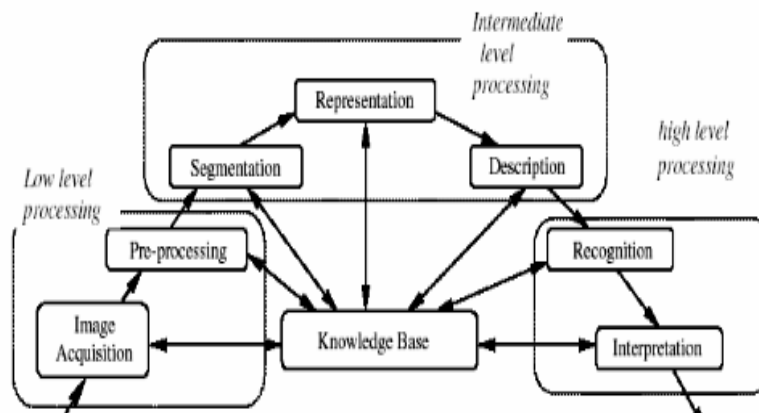 Intermediate
level
processing
Representation
high level
processing
Segmentation
Description
Low level
processing
Pre-processing
Recognition
Image
Acquisition
Knowledge Base
Interpretation